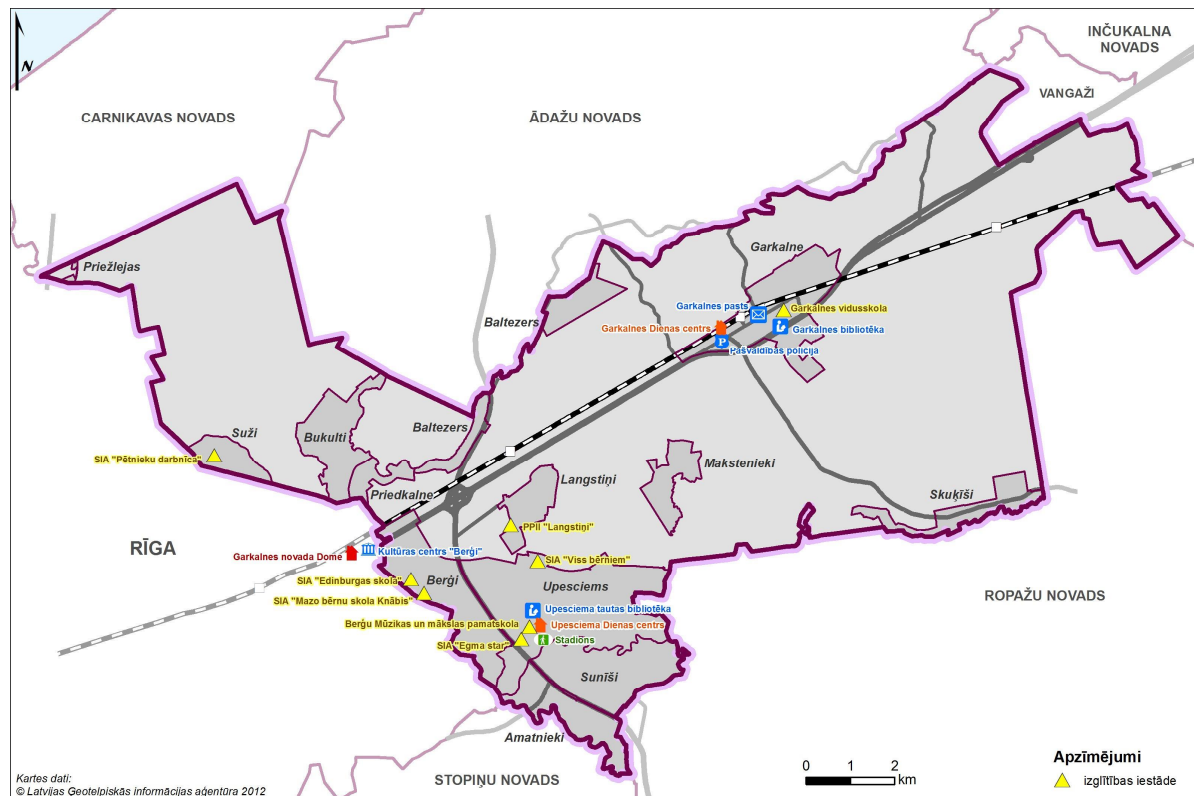 N
INČUKALNA
NOVADS
VANGAŽI
CARNIKAVAS NOVADS
ĀDAŽU NOVADS
Priežlejas
Garkalne
Garkalnes pasts
Garkalnes vidusskola
Baltezers
Garkalnes Dienas centrs
Garkalnes bibliotēka
P
Pašvaldības policija
Suži
Bukulti
Baltezers
SIA "Pētnieku darbnīca"
Makstenieki
Langstiņi
Priedkalne
Skuķīši
PPII "Langstiņi"
RĪGA
Garkalnes novada Dome
Kultūras centrs "Berģi"
SIA "Viss bērniem"
SIA "Edinburgas skola"
Berģi
Upesciems
SIA "Mazo bērnu skola Knābis"
ROPAŽU NOVADS
Upesciema tautas bibliotēka
Berģu Mūzikas un mākslas pamatskola
Upesciema Dienas centrs
SIA "Egma star"
Stadions
Sunīši
Amatnieki
STOPIŅU NOVADS
Apzīmējumi
izglītības iestāde
0 1 2
km
Kartes dati:
© Latvijas Ģeotelpiskās informācijas aģentūra 2012